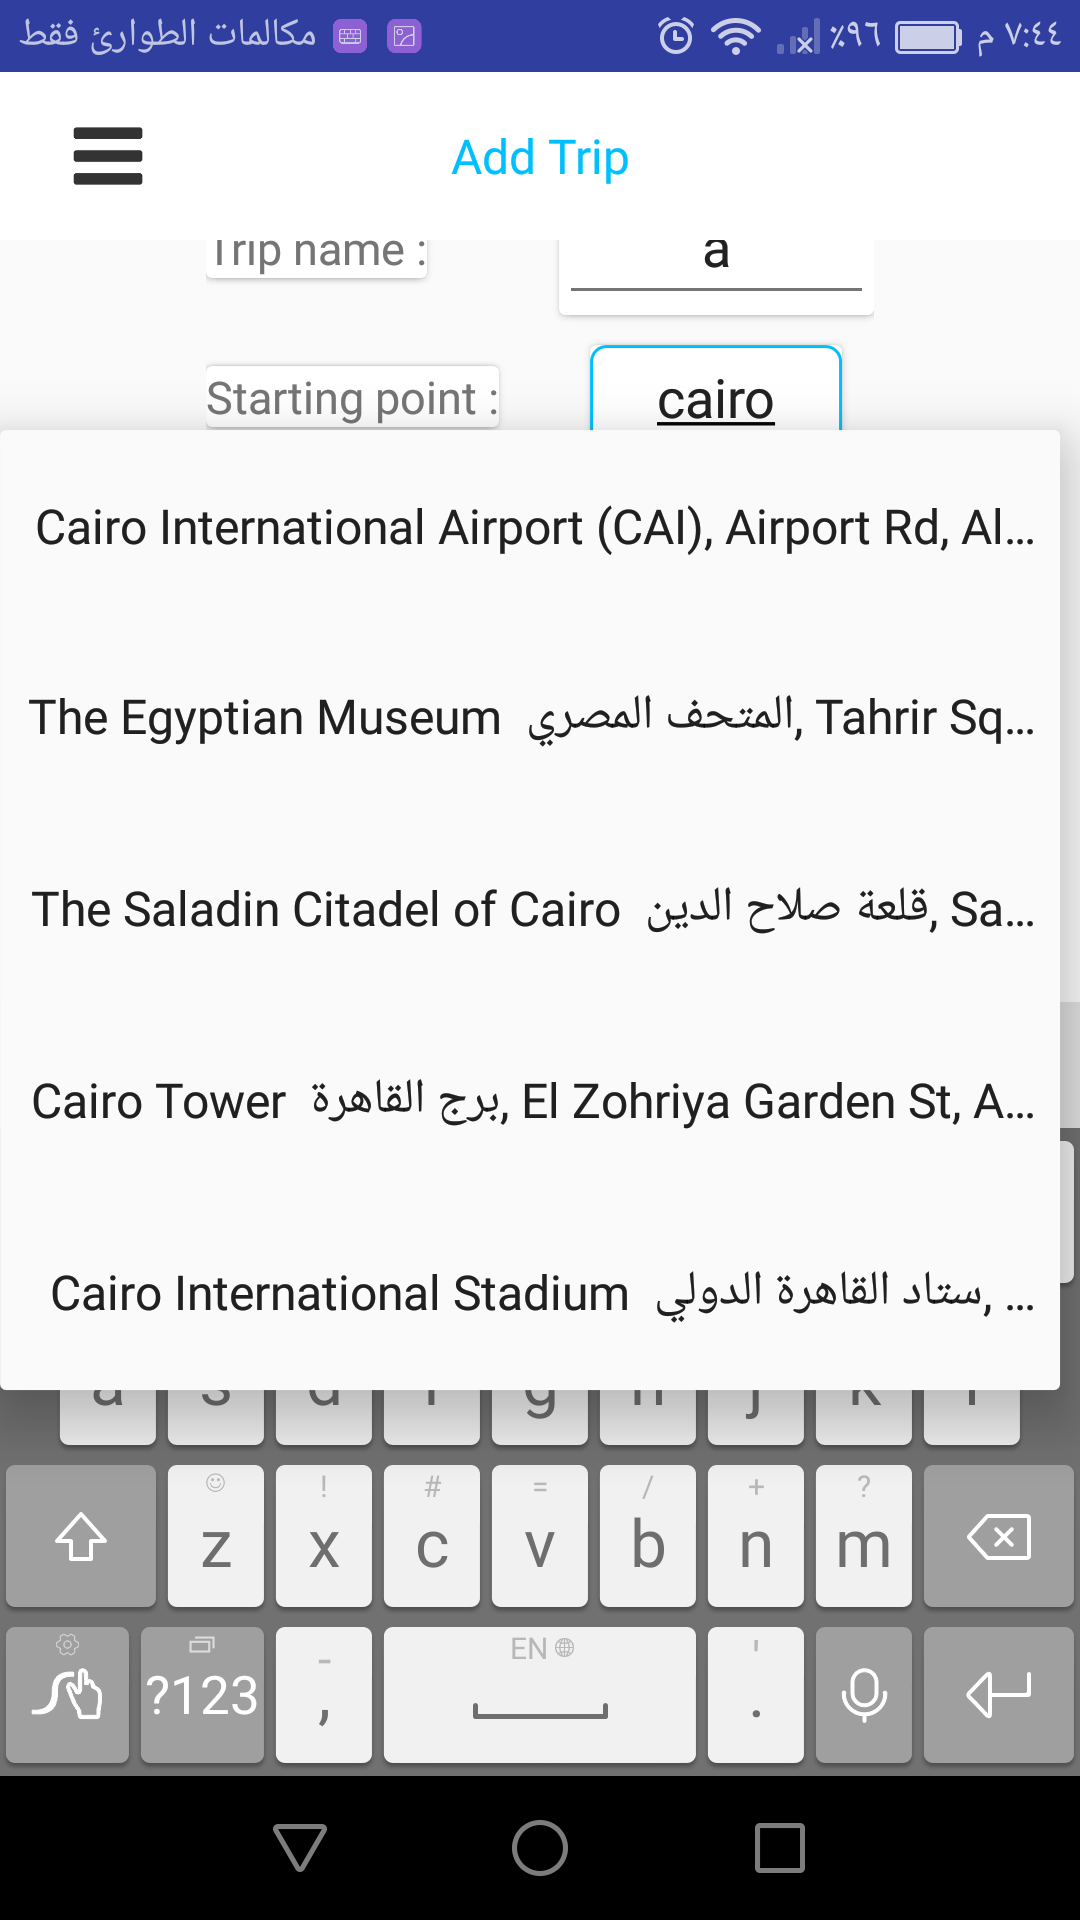 مكالمات الطوارئ فقط ٩٦٪ ٧:٤٤ م
Add Trip
Trip name : a
Starting point : cairo
Cairo International Airport (CAI), Airport Rd, Al...
The Egyptian Museum المتحف المصري, Tahrir Sq...
The Saladin Citadel of Cairo قلعة صلاح الدين, Sa...
Cairo Tower برج القاهرة, El Zohriya Garden St, A...
Cairo International Stadium ستاد القاهرة الدولي, ...
a s d f g h j k l
! # = / + ?
z x c v b n m
- EN '
?123 , .